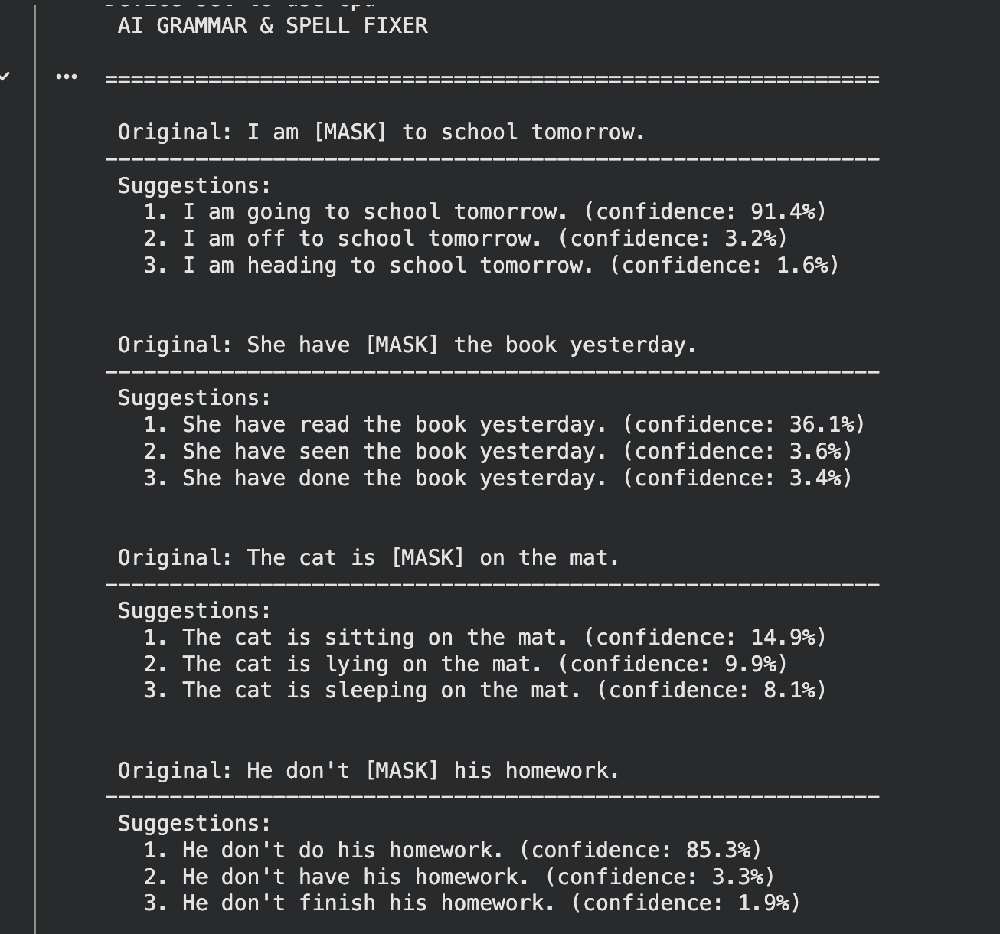 AI GRAMMAR & SPELL FIXER
============================================================
Original: I am [MASK] to school tomorrow.
------------------------------------------------------------
Suggestions:
1. I am going to school tomorrow. (confidence: 91.4%)
2. I am off to school tomorrow. (confidence: 3.2%)
3. I am heading to school tomorrow. (confidence: 1.6%)
Original: She have [MASK] the book yesterday.
------------------------------------------------------------
Suggestions:
1. She have read the book yesterday. (confidence: 36.1%)
2. She have seen the book yesterday. (confidence: 3.6%)
3. She have done the book yesterday. (confidence: 3.4%)
Original: The cat is [MASK] on the mat.
------------------------------------------------------------
Suggestions:
1. The cat is sitting on the mat. (confidence: 14.9%)
2. The cat is lying on the mat. (confidence: 9.9%)
3. The cat is sleeping on the mat. (confidence: 8.1%)
Original: He don't [MASK] his homework.
------------------------------------------------------------
Suggestions:
1. He don't do his homework. (confidence: 85.3%)
2. He don't have his homework. (confidence: 3.3%)
3. He don't finish his homework. (confidence: 1.9%)